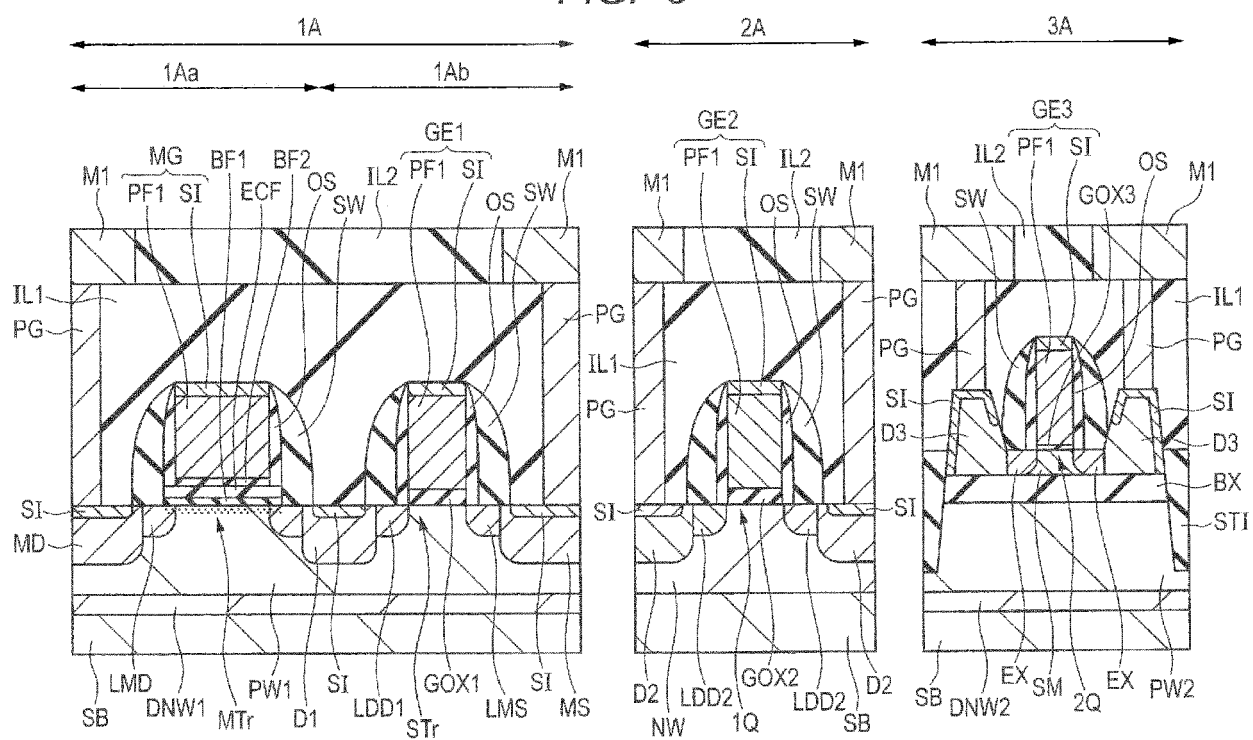 1A 2A 3A
1Aa 1Ab
GE1 GE2 GE3
MG BF1 BF2 IL2 PF1 SI PF1 SI IL2 IL2 PF1 SI OS
M1 PF1 SI ECF OS SW OS SW M1 M1 OS SW M1 SW GOX3 M1
M1
IL1 PG PG IL1
PG PG PG PG
IL1 SI SI
PG D3 D3
BX
SI SI SI STI
MD
LMD PW1 SI GOX1 SI D2 LDD2 GOX2 D2 EX EX
SB DNW1 MTr D1 LDD1 STr LMS MS NW 1Q LDD2 SB SB DNW2 SM 2Q PW2